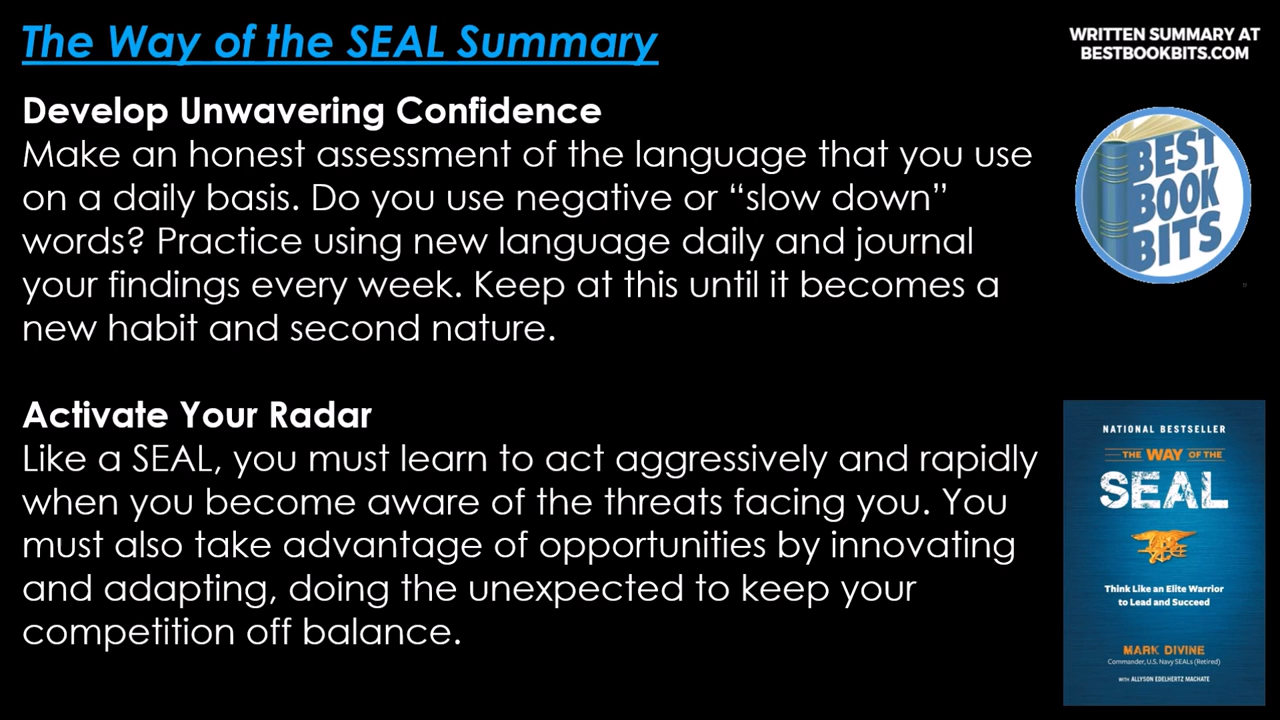 The Way of the SEAL Summary
WRITTEN SUMMARY AT
BESTBOOKBITS.COM
Develop Unwavering Confidence
Make an honest assessment of the language that you use
on a daily basis. Do you use negative or “slow down”
words? Practice using new language daily and journal
your findings every week. Keep at this until it becomes a
new habit and second nature.
Activate Your Radar
Like a SEAL, you must learn to act aggressively and rapidly
when you become aware of the threats facing you. You
must also take advantage of opportunities by innovating
and adapting, doing the unexpected to keep your
competition off balance.
BEST
BOOK
BITS
NATIONAL BESTSELLER
THE WAY OF THE
SEAL
Think Like an Elite Warrior
to Lead and Succeed
MARK DIVINE
Commander, U.S. Navy SEALs (Retired)
WITH ALLYSON EDELHERTZ MACHATE